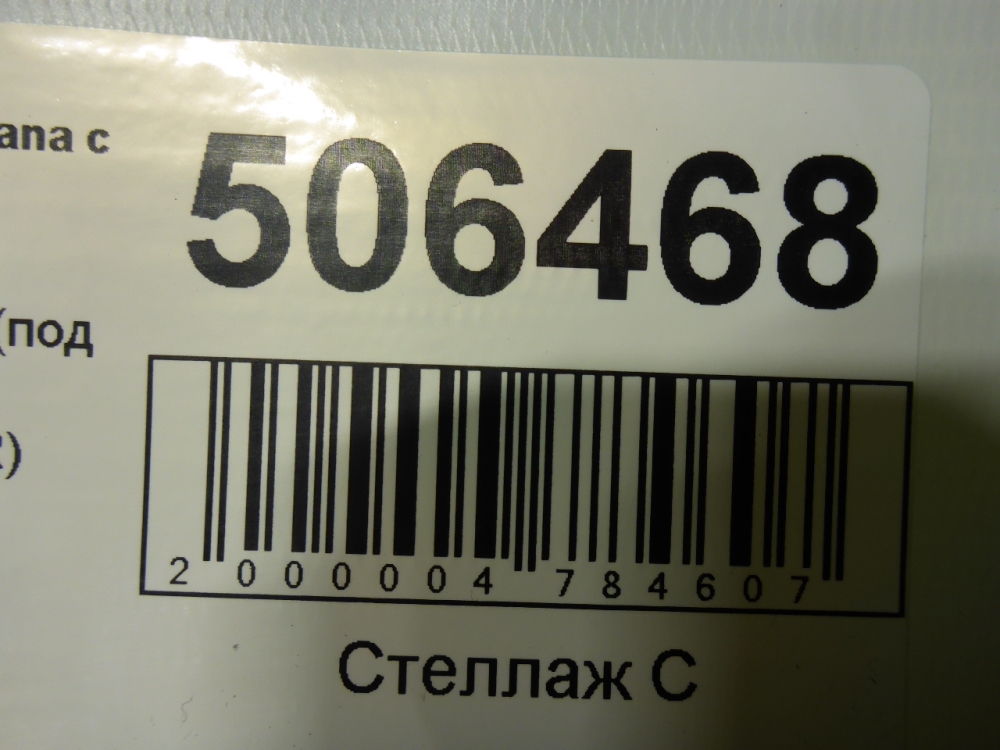 ana c
506468
(под
)
2 000004 784607
Стеллаж С